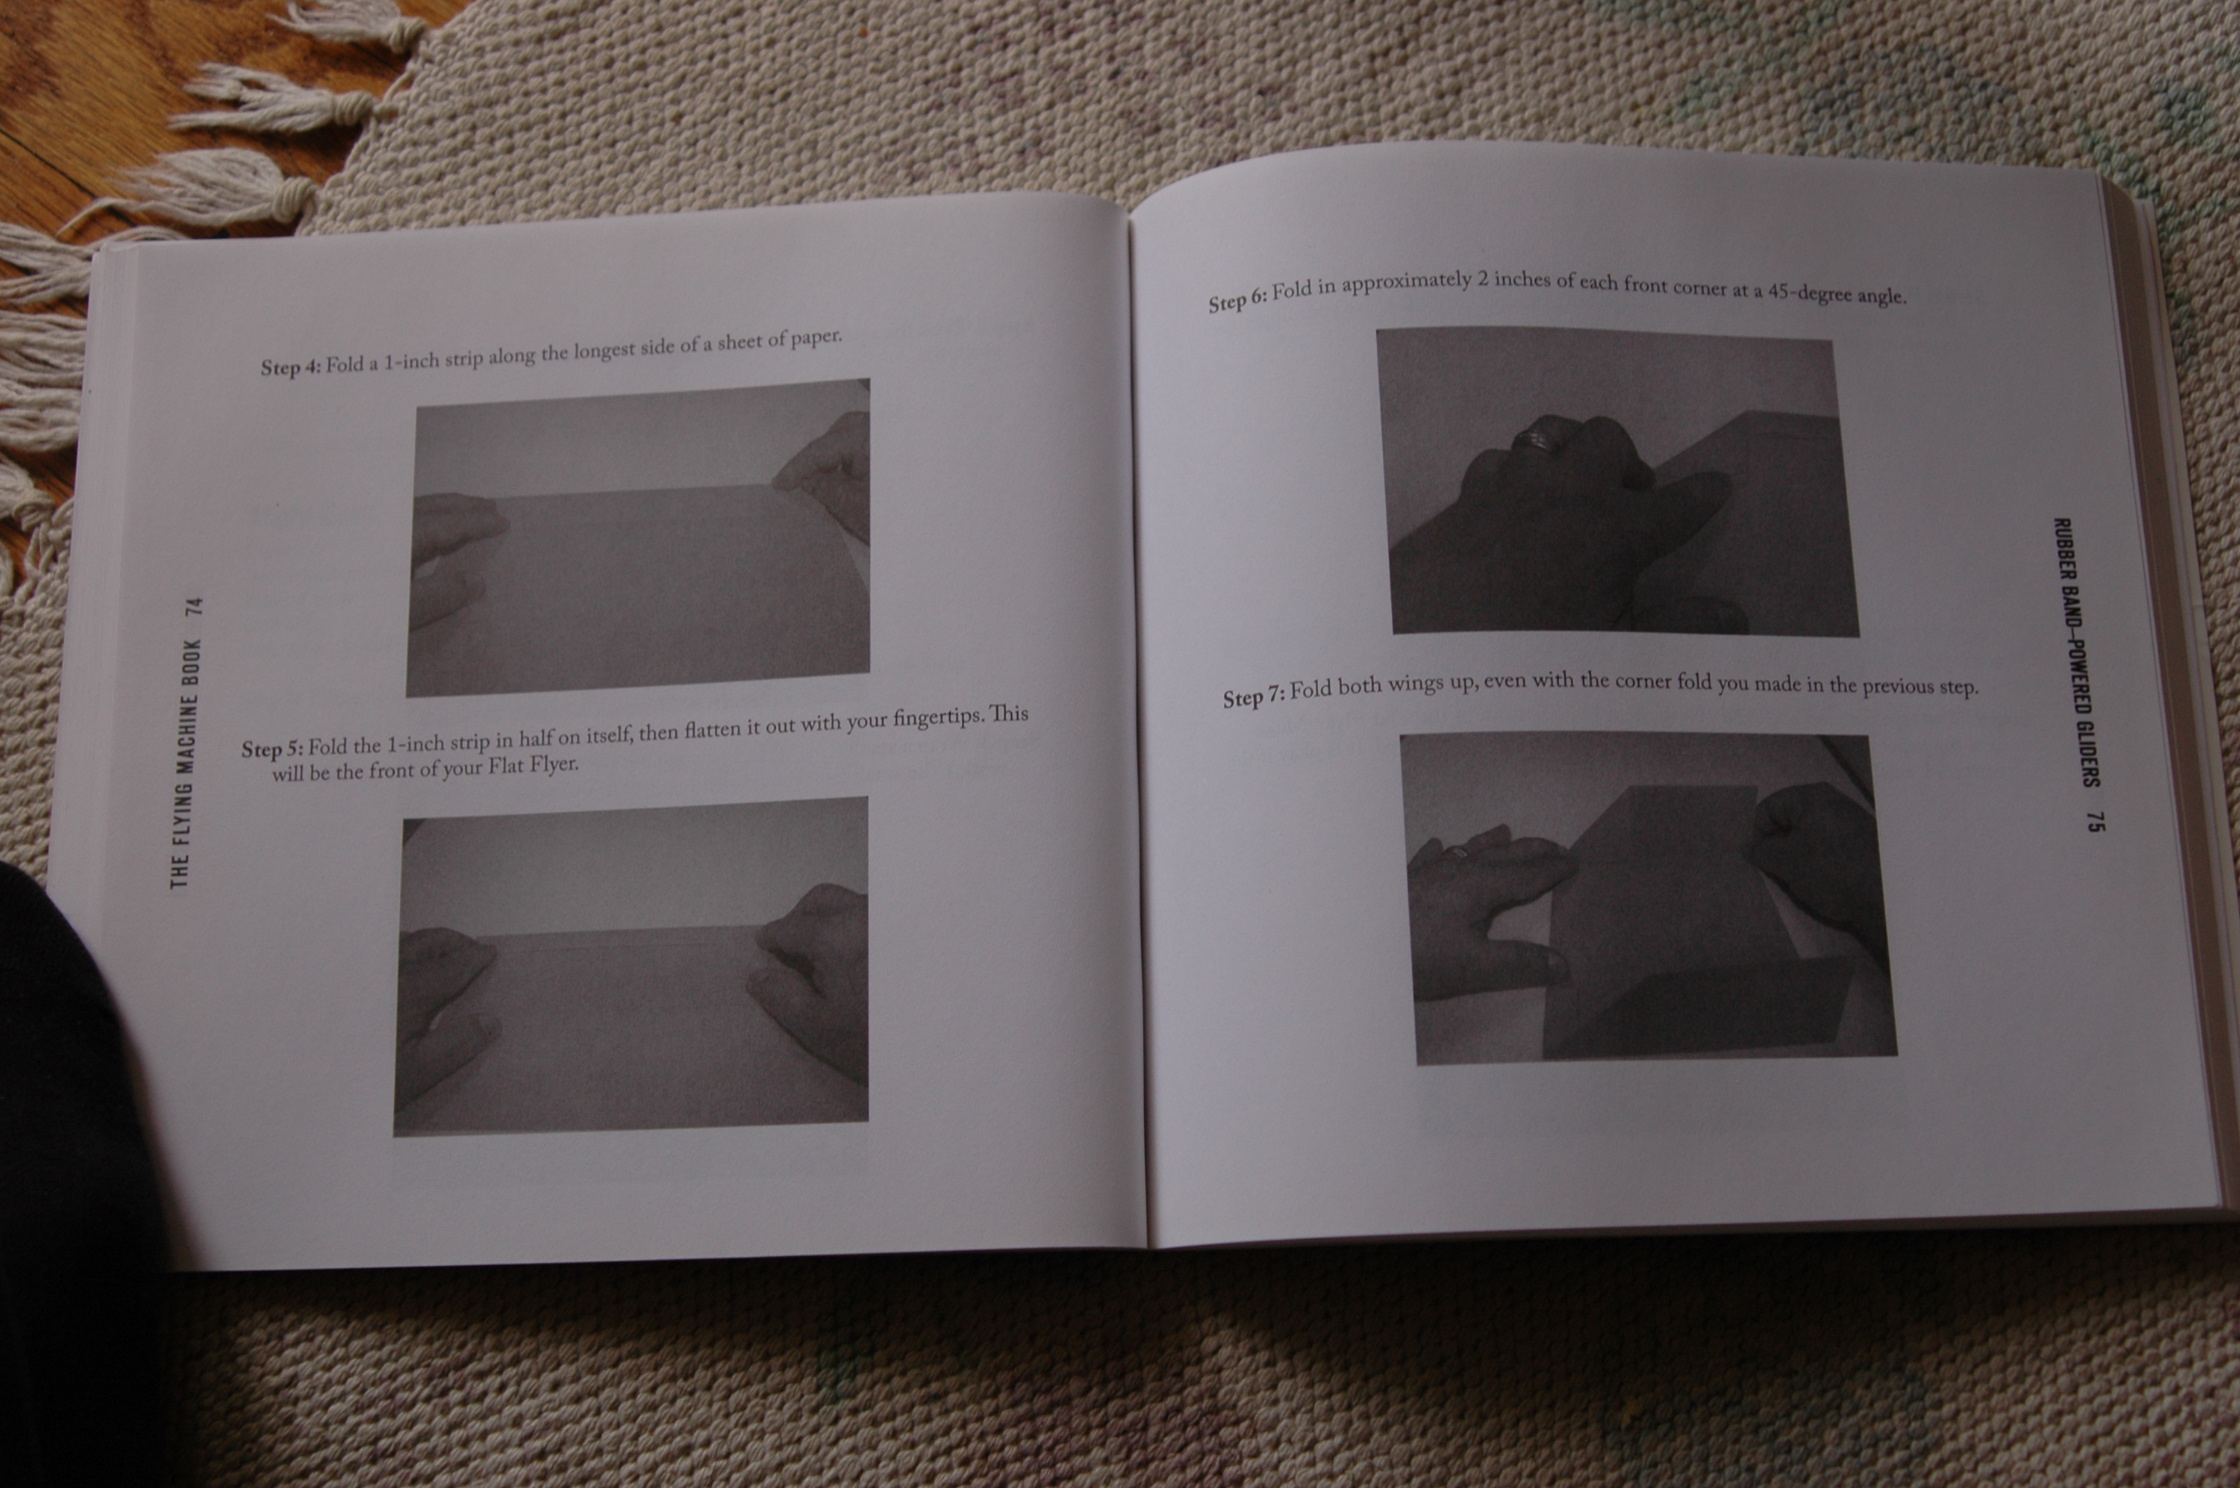 Step 4: Fold a 1-inch strip along the longest side of a sheet of paper.
Step 5: Fold the 1-inch strip in half on itself, then flatten it out with your fingertips. This
will be the front of your Flat Flyer.
THE FLYING MACHINE BOOK 74
Step 6: Fold in approximately 2 inches of each front corner at a 45-degree angle.
Step 7: Fold both wings up, even with the corner fold you made in the previous step.
RUBBER BAND–POWERED GLIDERS 75